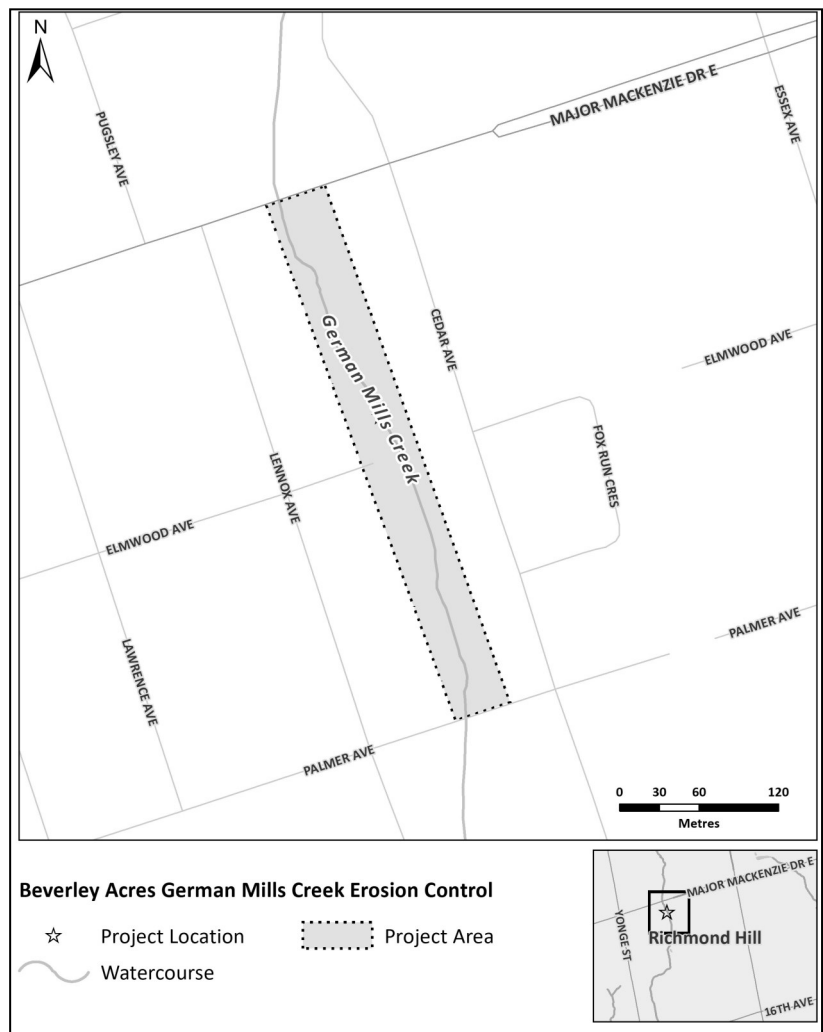 N
MAJOR MACKENZIE DR E
ESSEX AVE
PUGSLEY AVE
German Mills Creek
CEDAR AVE
ELMWOOD AVE
FOX RUN CRES
LENNOX AVE
ELMWOOD AVE
PALMER AVE
LAWRENCE AVE
PALMER AVE
0 30 60 120
Metres
Beverley Acres German Mills Creek Erosion Control
Project Location
Project Area
Watercourse
MAJOR MACKENZIE DR E
YONGE ST
Richmond Hill
16TH AVE